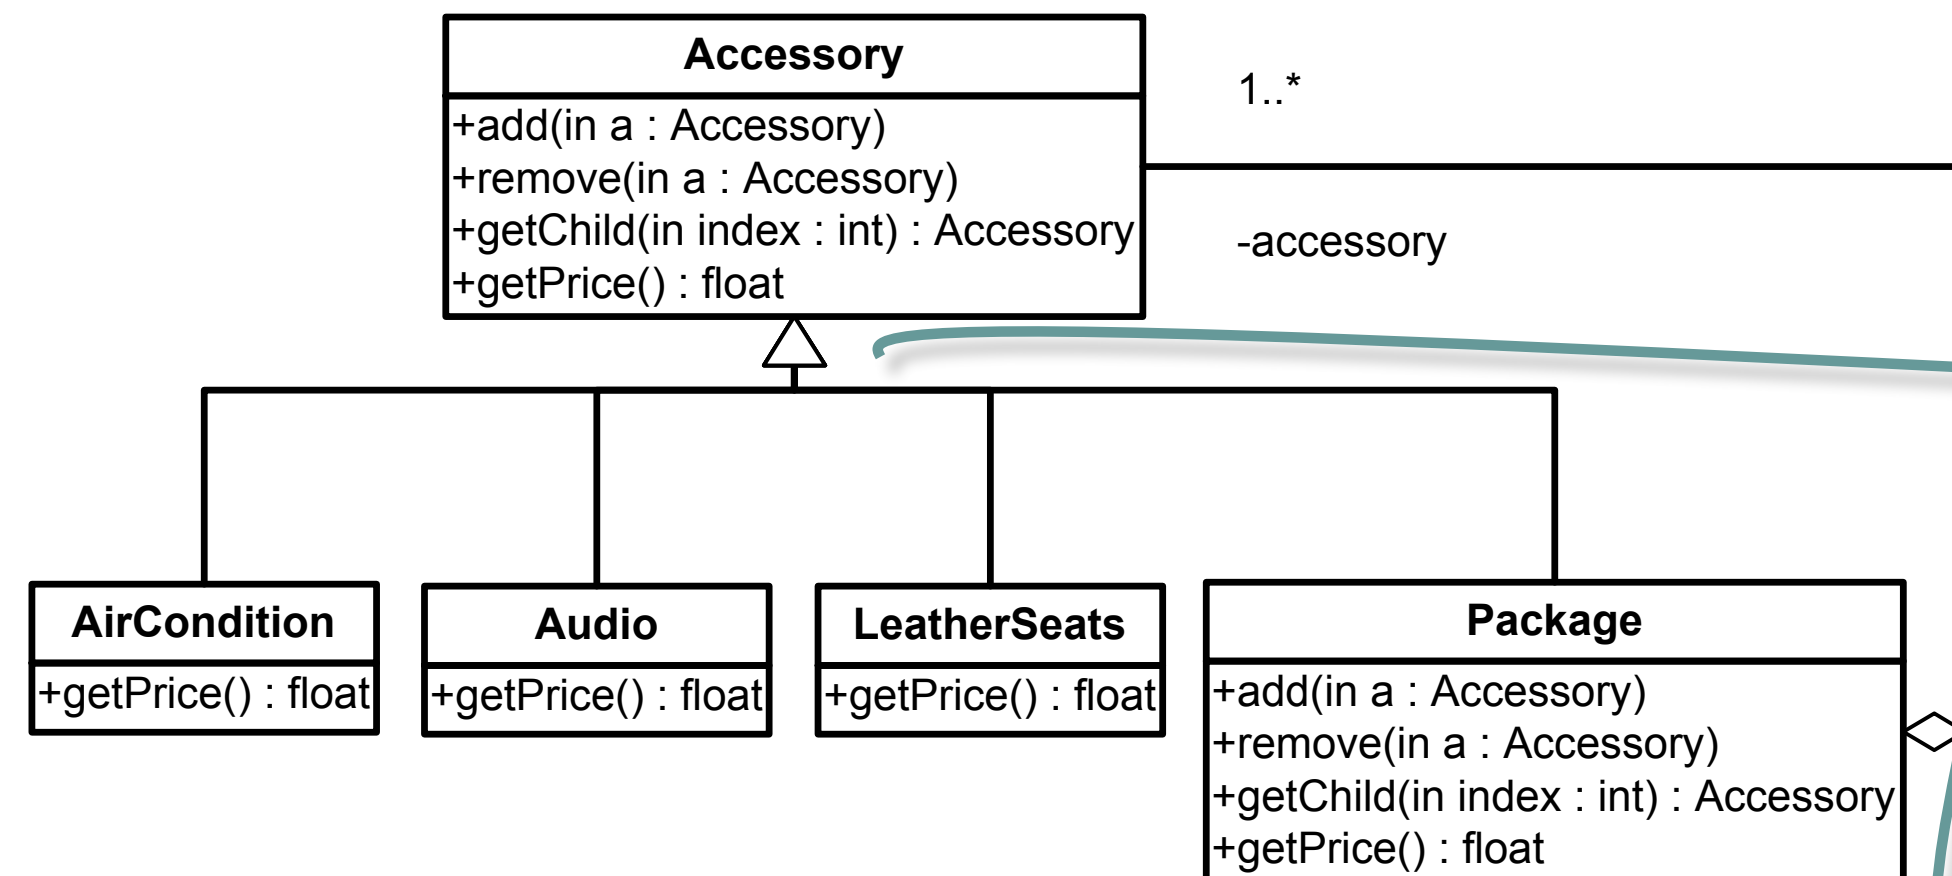 Accessory
+add(in a : Accessory)
+remove(in a : Accessory)
+getChild(in index : int) : Accessory
+getPrice() : float
1..*
-accessory
AirCondition
+getPrice() : float
Audio
+getPrice() : float
LeatherSeats
+getPrice() : float
Package
+add(in a : Accessory)
+remove(in a : Accessory)
+getChild(in index : int) : Accessory
+getPrice() : float